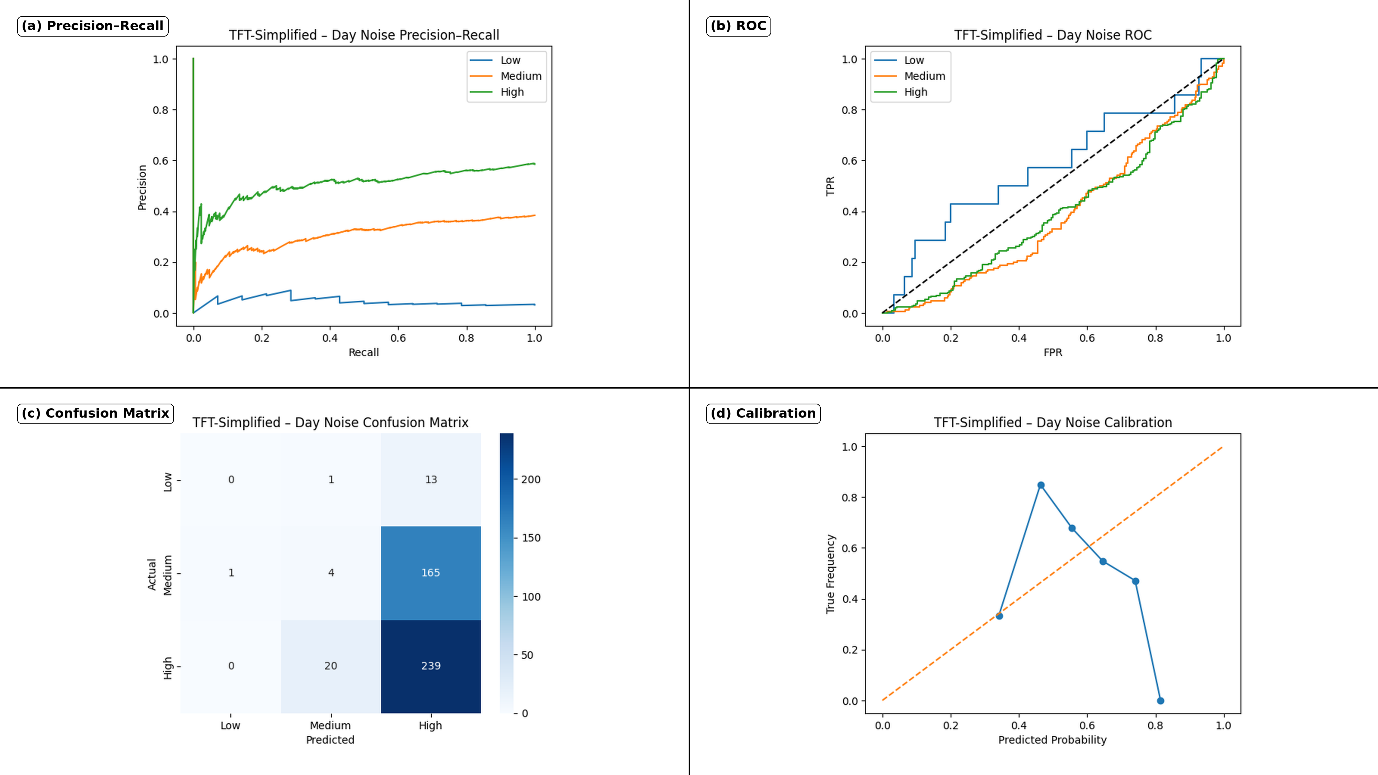 (a) Precision–Recall
TFT-Simplified – Day Noise Precision–Recall
Low
Medium
High
1.0
0.8
0.6
0.4
0.2
0.0
Precision
0.0 0.2 0.4 0.6 0.8 1.0
Recall
(b) ROC
TFT-Simplified – Day Noise ROC
Low
Medium
High
1.0
0.8
0.6
0.4
0.2
0.0
TPR
0.0 0.2 0.4 0.6 0.8 1.0
FPR
(c) Confusion Matrix
TFT-Simplified – Day Noise Confusion Matrix
Low 0 1 13
Actual
Medium 1 4 165
High 0 20 239
Low Medium High
Predicted
200
150
100
50
0
(d) Calibration
TFT-Simplified – Day Noise Calibration
1.0
0.8
0.6
0.4
0.2
0.0
True Frequency
0.0 0.2 0.4 0.6 0.8 1.0
Predicted Probability